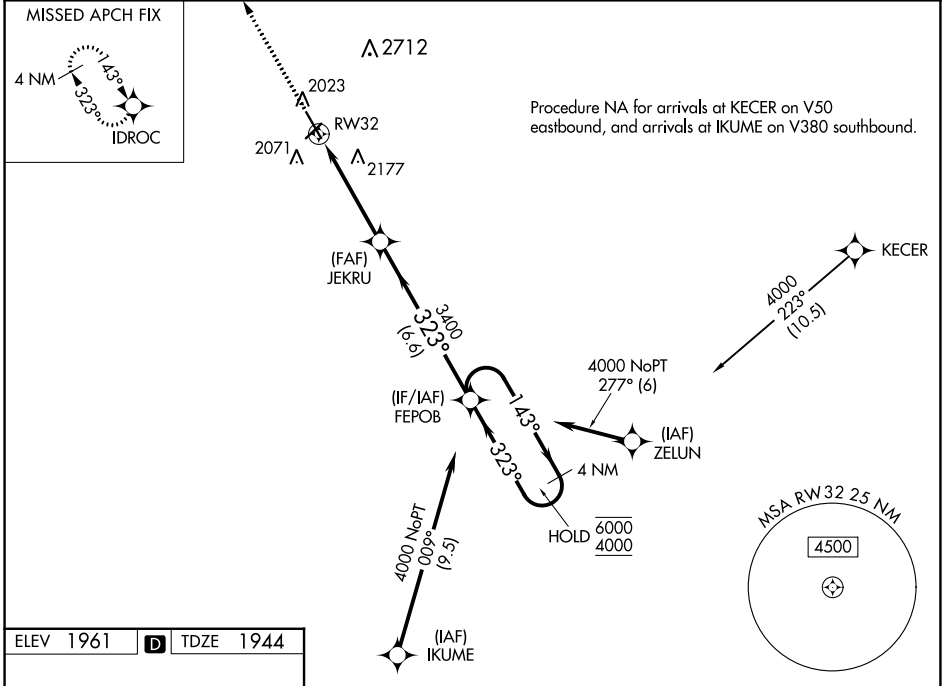 MISSED APCH FIX
4 NM
143°
323°
IDROC
2712
2023
RW32
2071
2177
Procedure NA for arrivals at KECER on V50
eastbound, and arrivals at IKUME on V380 southbound.
(FAF)
JEKRU
KECER
4000
223°
(10.5)
3400
323°
(6.6)
4000 NoPT
277° (6)
(IF/IAF)
FEPOB
143°
323°
(IAF)
ZELUN
4 NM
HOLD
6000
4000
4000 NoPT
009°
(9.5)
MSA RW32 25 NM
4500
(IAF)
IKUME
ELEV 1961 D TDZE 1944